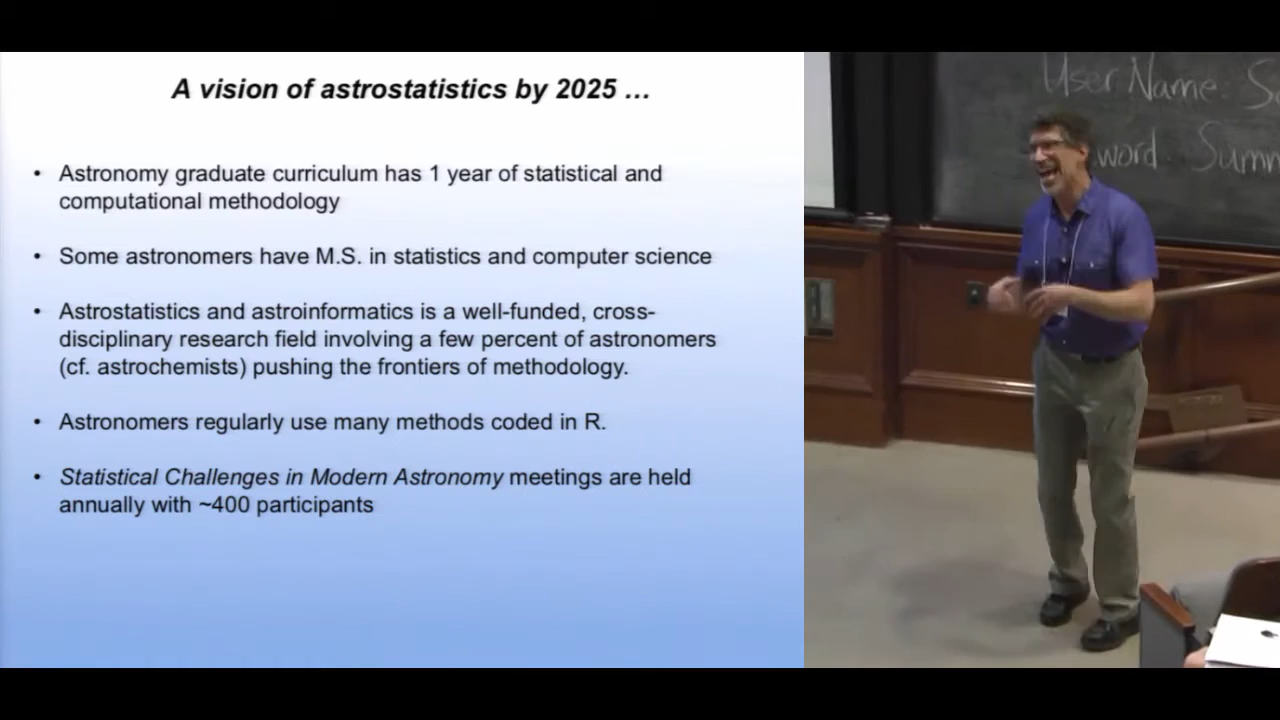 A vision of astrostatistics by 2025 ...
• Astronomy graduate curriculum has 1 year of statistical and
computational methodology
• Some astronomers have M.S. in statistics and computer science
• Astrostatistics and astroinformatics is a well-funded, cross-
disciplinary research field involving a few percent of astronomers
(cf. astrochemists) pushing the frontiers of methodology.
• Astronomers regularly use many methods coded in R.
• Statistical Challenges in Modern Astronomy meetings are held
annually with ~400 participants
User Name